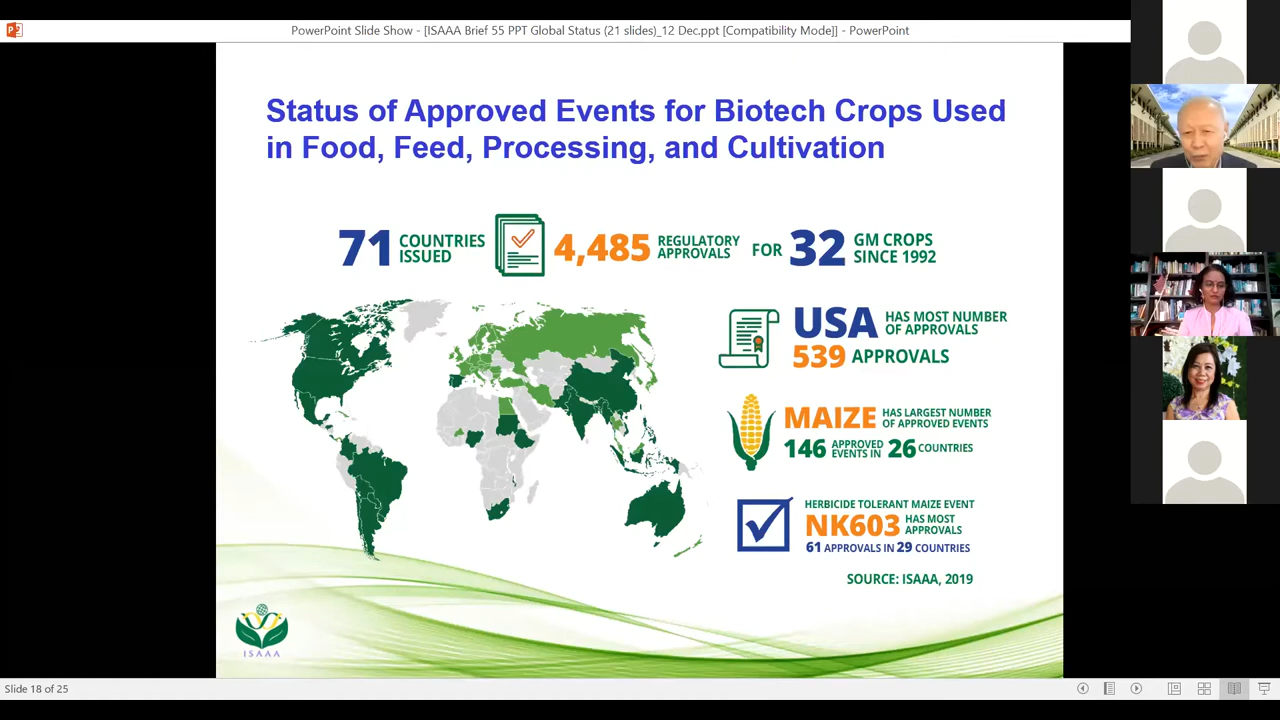 PowerPoint Slide Show - [ISAAA Brief 55 PPT Global Status (21 slides)_12 Dec.ppt [Compatibility Mode]] - PowerPoint
Status of Approved Events for Biotech Crops Used
in Food, Feed, Processing, and Cultivation
71 COUNTRIES ISSUED 4,485 REGULATORY APPROVALS FOR 32 GM CROPS SINCE 1992
USA HAS MOST NUMBER OF APPROVALS
539 APPROVALS
MAIZE HAS LARGEST NUMBER OF APPROVED EVENTS
146 APPROVED EVENTS IN 26 COUNTRIES
HERBICIDE TOLERANT MAIZE EVENT
NK603 HAS MOST APPROVALS
61 APPROVALS IN 29 COUNTRIES
SOURCE: ISAAA, 2019
ISAAA
Slide 18 of 25